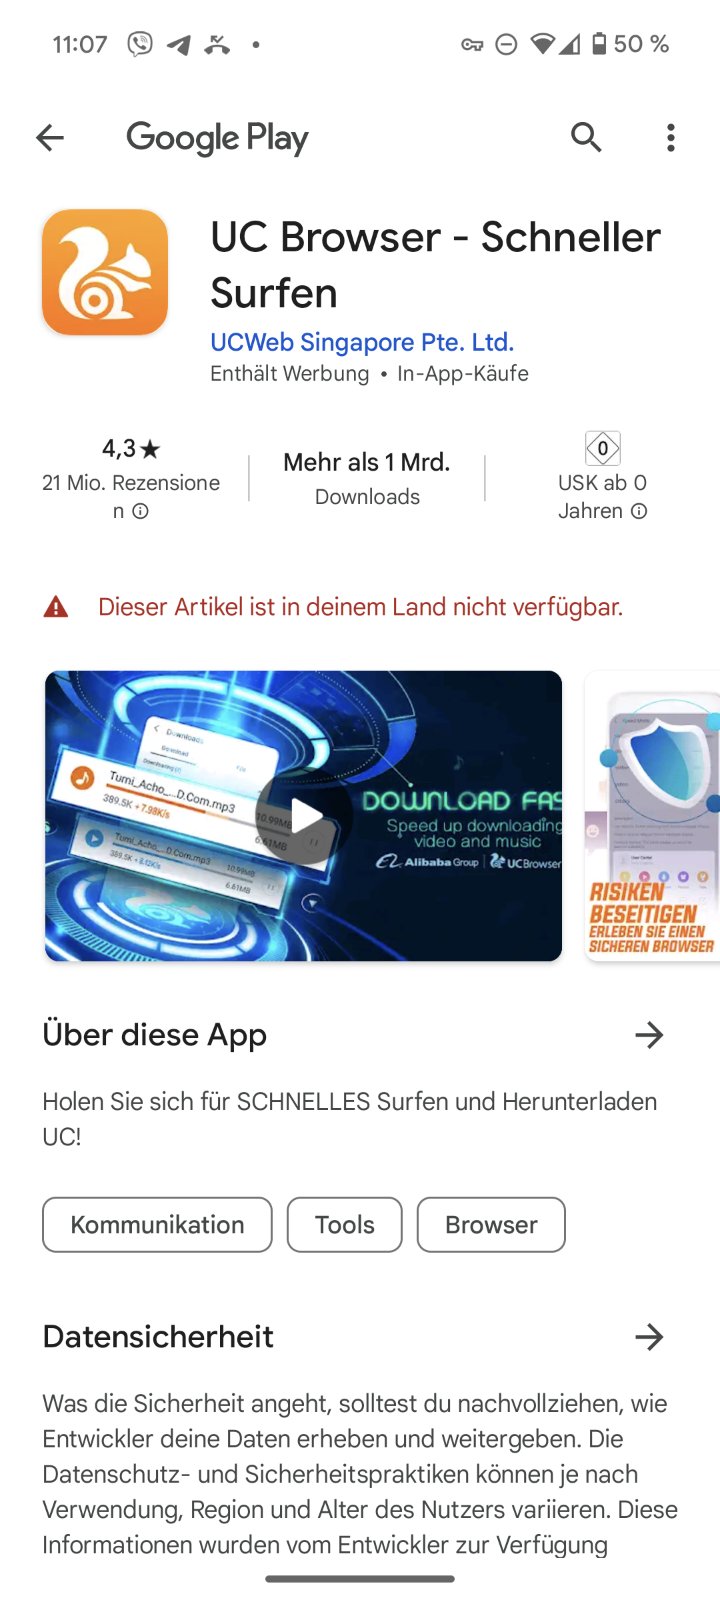 11:07
50 %
Google Play
UC Browser - Schneller
Surfen
UCWeb Singapore Pte. Ltd.
Enthält Werbung • In-App-Käufe
4,3★
21 Mio. Rezensione
n
Mehr als 1 Mrd.
Downloads
0
USK ab 0
Jahren
Dieser Artikel ist in deinem Land nicht verfügbar.
Downloads
Download
Tumi_Acho_...D.Com.mp3
389.5K + 7.98K/s
10.99MB
6.61MB
Tumi_Acho_...D.Com.mp3
389.5K
10.99MB
6.61MB
DOWNLOAD FAS
Speed up downloading
video and music
Alibaba Group | UCBrowser
RISIKEN
BESEITIGEN
ERLEBEN SIE EINEN
SICHEREN BROWSER
Über diese App
Holen Sie sich für SCHNELLES Surfen und Herunterladen
UC!
Kommunikation
Tools
Browser
Datensicherheit
Was die Sicherheit angeht, solltest du nachvollziehen, wie
Entwickler deine Daten erheben und weitergeben. Die
Datenschutz- und Sicherheitspraktiken können je nach
Verwendung, Region und Alter des Nutzers variieren. Diese
Informationen wurden vom Entwickler zur Verfügung